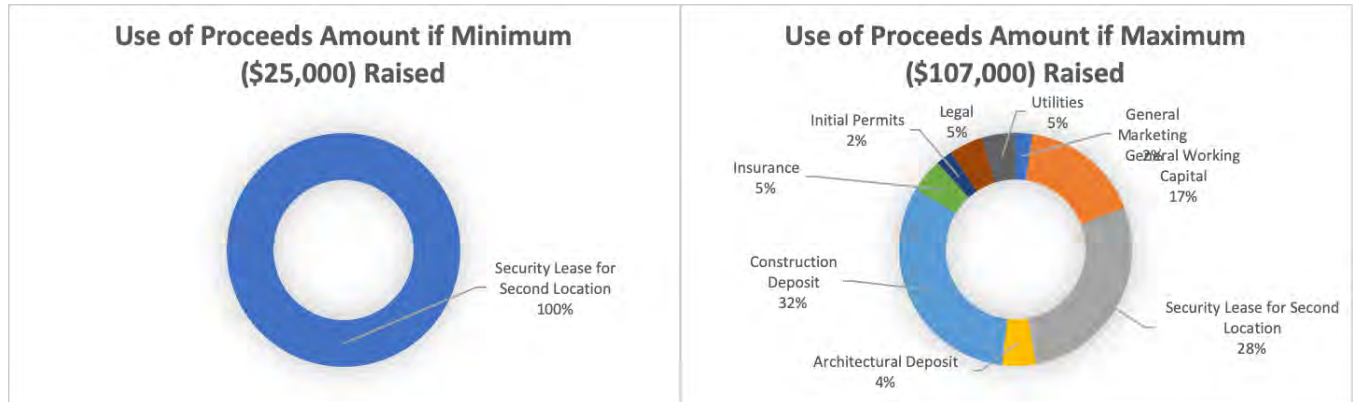 Use of Proceeds Amount if Minimum
($25,000) Raised
Security Lease for
Second Location
100%
Use of Proceeds Amount if Maximum
($107,000) Raised
Utilities
5%
Legal
5%
Initial Permits
2%
Insurance
5%
General
Marketing
2%
General Working
Capital
17%
Construction
Deposit
32%
Security Lease for Second
Location
28%
Architectural Deposit
4%